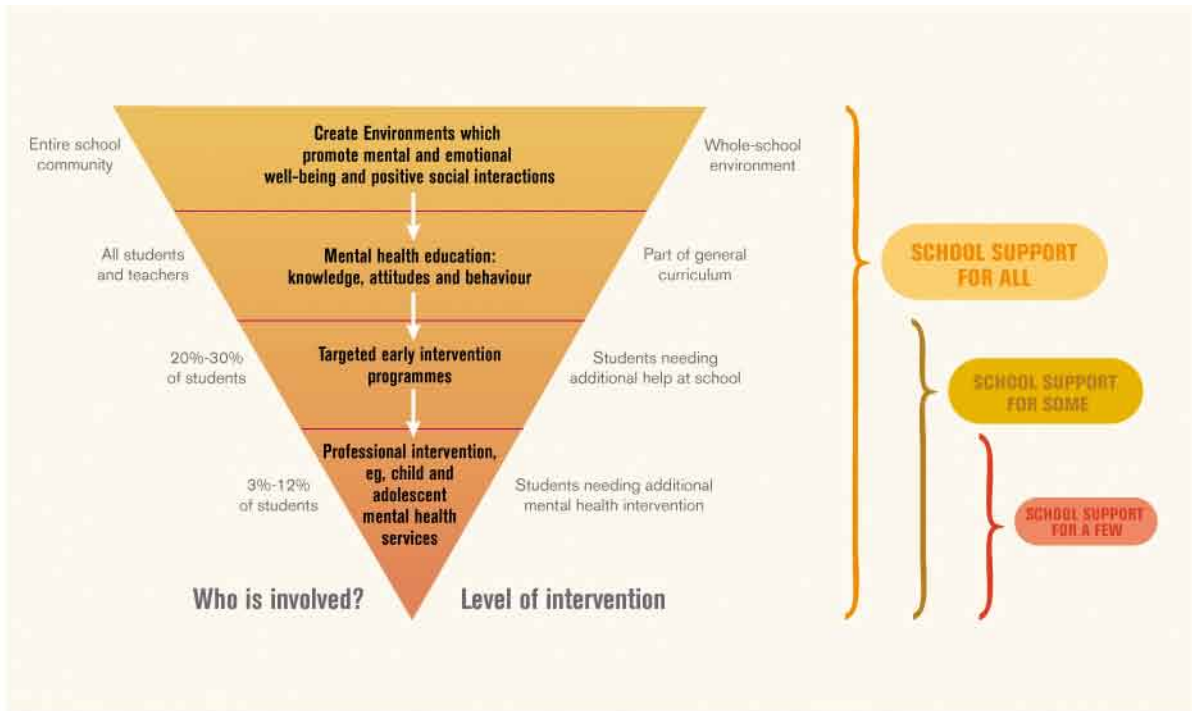 Entire school
community
Create Environments which
promote mental and emotional
well-being and positive social interactions
Whole-school
environment
All students
and teachers
Mental health education:
knowledge, attitudes and behaviour
Part of general
curriculum
20%-30%
of students
Targeted early intervention
programmes
Students needing
additional help at school
3%-12%
of students
Professional intervention,
eg, child and
adolescent
mental health
services
Students needing additional
mental health intervention
Who is involved?
Level of intervention
SCHOOL SUPPORT
FOR ALL
SCHOOL SUPPORT
FOR SOME
SCHOOL SUPPORT
FOR A FEW